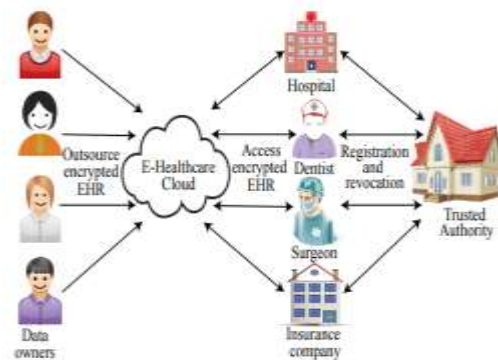 Hospital
Outsource
encrypted
EHR
E-Healthcare
Cloud
Access
encrypted
EHR
Dentist
Registration
and
revocation
Trusted
Authority
Surgeon
Data
owners
Insurance
company